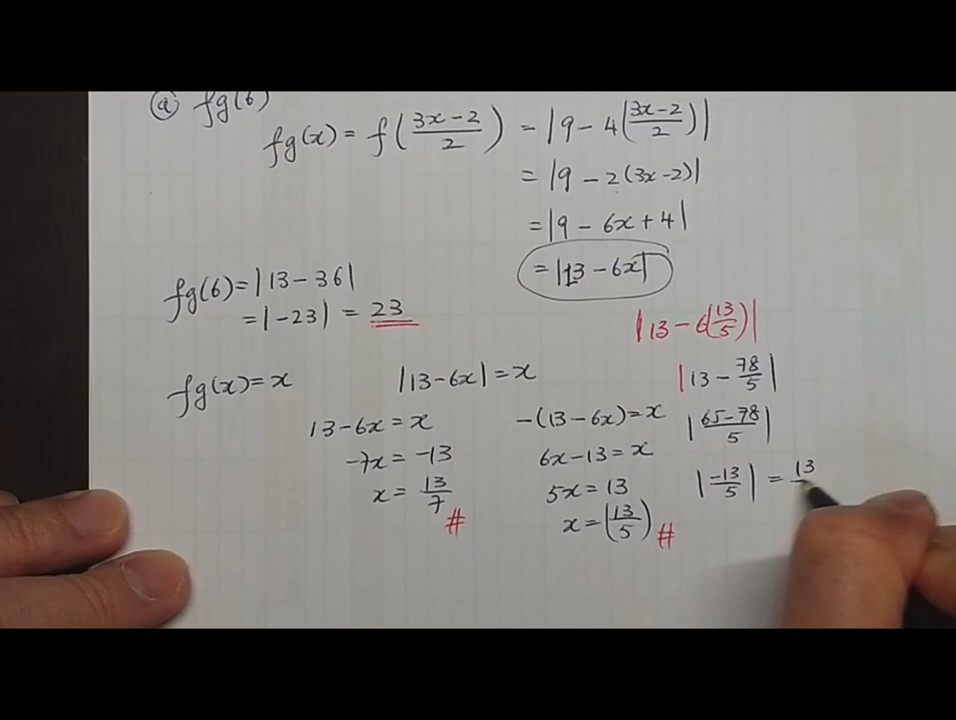 (a) fg(6)
fg(x) = f((3x-2)/2) = |9 - 4((3x-2)/2)|
= |9 - 2(3x-2)|
= |9 - 6x + 4|
= |13 - 6x|
fg(6) = |13 - 36|
= |-23| = 23
fg(x) = x
|13-6x| = x
13-6x = x
-7x = -13
x = 13/7 #
-(13-6x) = x
6x-13 = x
5x = 13
x = (13/5) #
|13 - 6(13/5)|
|13 - 78/5|
|(65-78)/5|
|-13/5| = 13